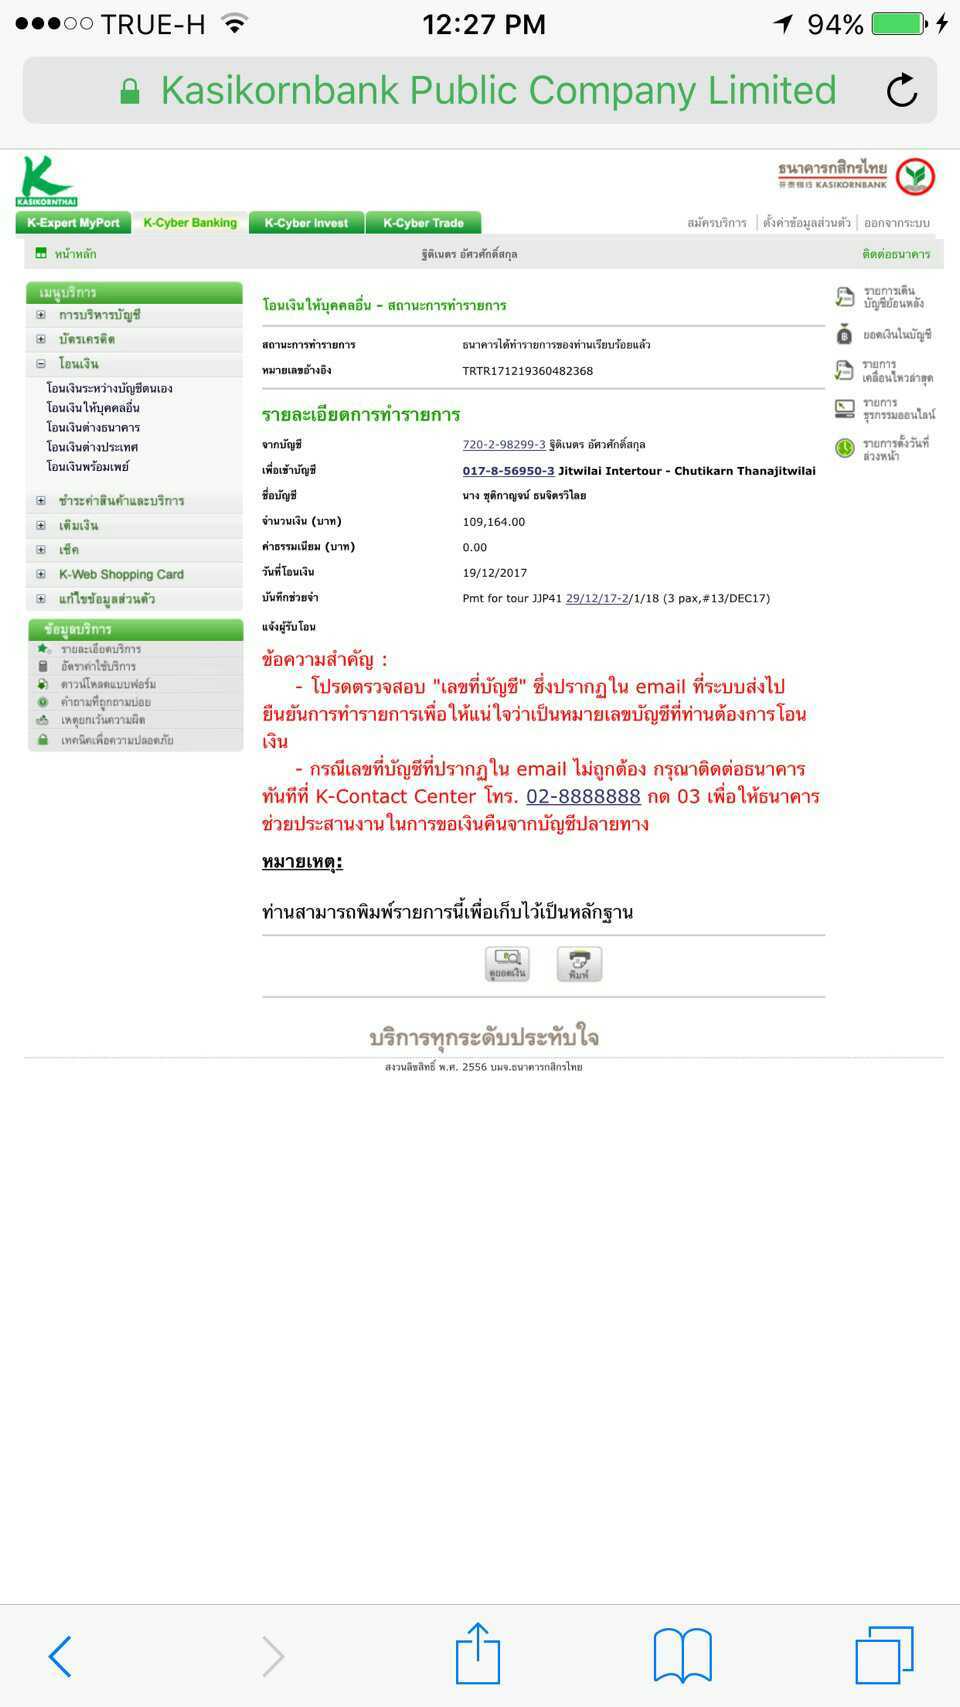 TRUE-H 12:27 PM 94%
Kasikornbank Public Company Limited
KASIKORNTHAI
ธนาคารกสิกรไทย
开泰银行 KASIKORNBANK
K-Expert MyPort K-Cyber Banking K-Cyber Invest K-Cyber Trade
สมัครบริการ ตั้งค่าข้อมูลส่วนตัว ออกจากระบบ
หน้าหลัก ฐิติเนตร อัศวศักดิ์สกุล ติดต่อธนาคาร
เมนูบริการ
การบริหารบัญชี
บัตรเครดิต
โอนเงิน
โอนเงินระหว่างบัญชีตนเอง
โอนเงินให้บุคคลอื่น
โอนเงินต่างธนาคาร
โอนเงินต่างประเทศ
โอนเงินพร้อมเพย์
ชำระค่าสินค้าและบริการ
เติมเงิน
เช็ค
K-Web Shopping Card
แก้ไขข้อมูลส่วนตัว
ข้อมูลบริการ
รายละเอียดบริการ
อัตราค่าใช้บริการ
ดาวน์โหลดแบบฟอร์ม
คำถามที่ถูกถามบ่อย
เหตุยกเว้นความผิด
เทคนิคเพื่อความปลอดภัย
โอนเงินให้บุคคลอื่น - สถานะการทำรายการ
สถานะการทำรายการ ธนาคารได้ทำรายการของท่านเรียบร้อยแล้ว
หมายเลขอ้างอิง TRTR171219360482368
รายละเอียดการทำรายการ
จากบัญชี 720-2-98299-3 ฐิติเนตร อัศวศักดิ์สกุล
เพื่อเข้าบัญชี 017-8-56950-3 Jitwilai Intertour - Chutikarn Thanajitwilai
ชื่อบัญชี นาง ชุติกาญจน์ ธนจิตรวิไลย
จำนวนเงิน (บาท) 109,164.00
ค่าธรรมเนียม (บาท) 0.00
วันที่โอนเงิน 19/12/2017
บันทึกช่วยจำ Pmt for tour JJP41 29/12/17-2/1/18 (3 pax,#13/DEC17)
แจ้งผู้รับโอน
ข้อความสำคัญ :
- โปรดตรวจสอบ "เลขที่บัญชี" ซึ่งปรากฏใน email ที่ระบบส่งไป
ยืนยันการทำรายการเพื่อให้แน่ใจว่าเป็นหมายเลขบัญชีที่ท่านต้องการโอน
เงิน
- กรณีเลขที่บัญชีที่ปรากฏใน email ไม่ถูกต้อง กรุณาติดต่อธนาคาร
ทันทีที่ K-Contact Center โทร. 02-8888888 กด 03 เพื่อให้ธนาคาร
ช่วยประสานงานในการขอเงินคืนจากบัญชีปลายทาง
หมายเหตุ:
ท่านสามารถพิมพ์รายการนี้เพื่อเก็บไว้เป็นหลักฐาน
ดูยอดเงิน พิมพ์
รายการเดิน
บัญชีย้อนหลัง
ยอดเงินในบัญชี
รายการ
เคลื่อนไหวล่าสุด
รายการ
ธุรกรรมออนไลน์
รายการตั้งวันที่
ล่วงหน้า
บริการทุกระดับประทับใจ
สงวนลิขสิทธิ์ พ.ศ. 2556 บมจ.ธนาคารกสิกรไทย